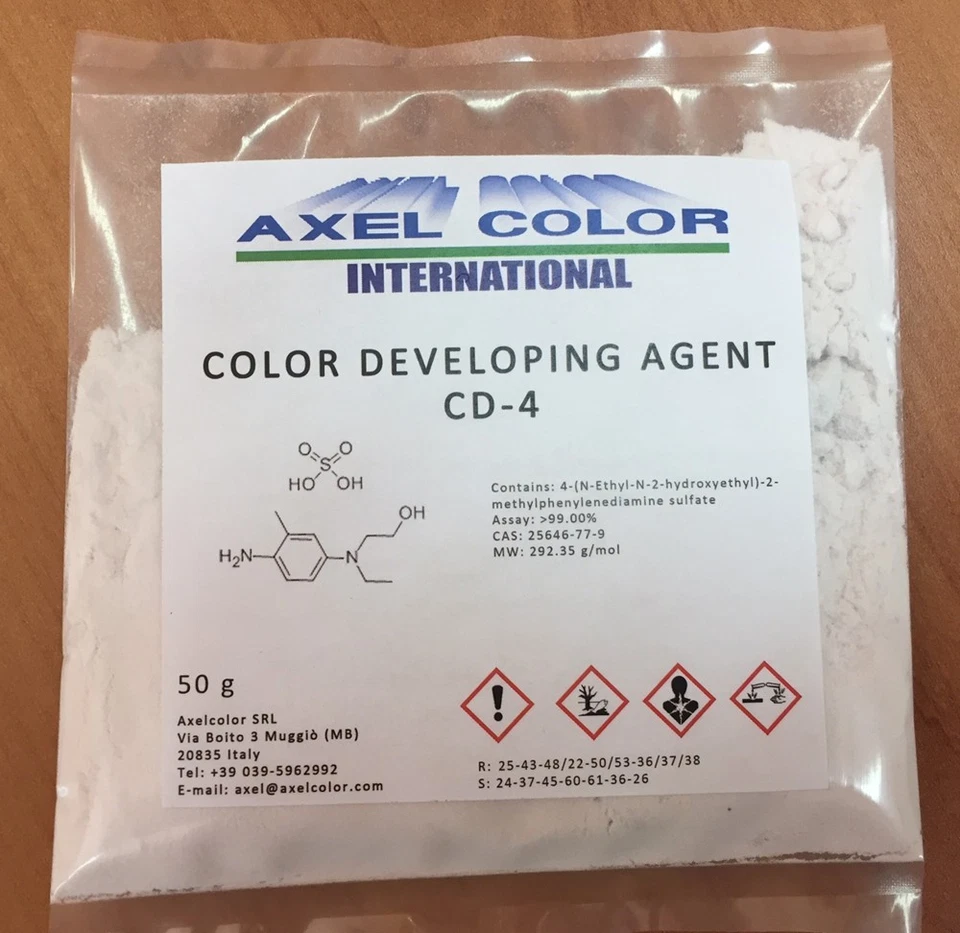 AXEL COLOR
INTERNATIONAL
COLOR DEVELOPING AGENT
CD-4
O O
S
HO OH
OH
H₂N
N
Contains: 4-(N-Ethyl-N-2-hydroxyethyl)-2-
methylphenylenediamine sulfate
Assay: >99.00%
CAS: 25646-77-9
MW: 292.35 g/mol
50 g
Axelcolor SRL
Via Boito 3 Muggiò (MB)
20835 Italy
Tel: +39 039-5962992
E-mail: axel@axelcolor.com
R: 25-43-48/22-50/53-36/37/38
S: 24-37-45-60-61-36-26